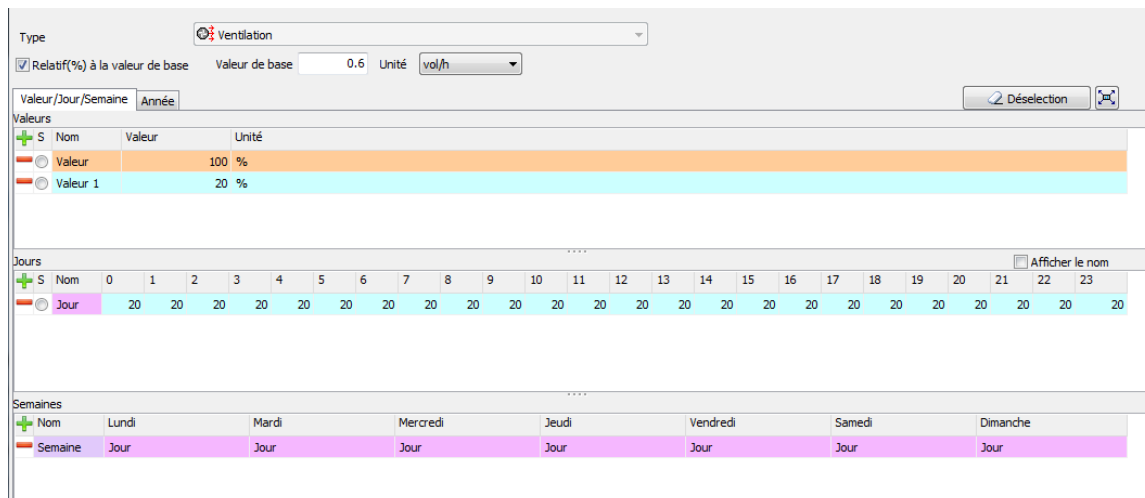 Type Ventilation
Relatif(%) à la valeur de base Valeur de base 0.6 Unité vol/h
Valeur/Jour/Semaine Année Déselection
Valeurs
S Nom Valeur Unité
Valeur 100 %
Valeur 1 20 %
Jours Afficher le nom
S Nom 0 1 2 3 4 5 6 7 8 9 10 11 12 13 14 15 16 17 18 19 20 21 22 23
Jour 20 20 20 20 20 20 20 20 20 20 20 20 20 20 20 20 20 20 20 20 20 20 20 20
Semaines
Nom Lundi Mardi Mercredi Jeudi Vendredi Samedi Dimanche
Semaine Jour Jour Jour Jour Jour Jour Jour